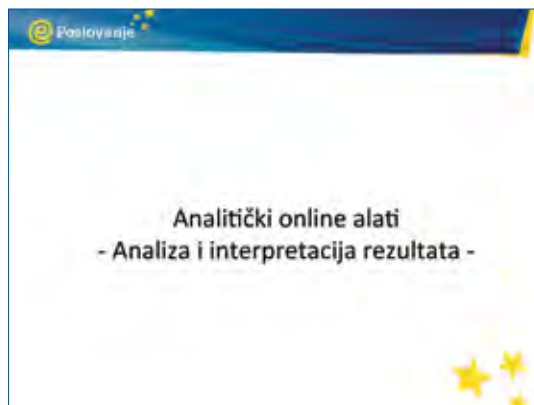 @ Poslovanje
Analitički online alati
- Analiza i interpretacija rezultata -